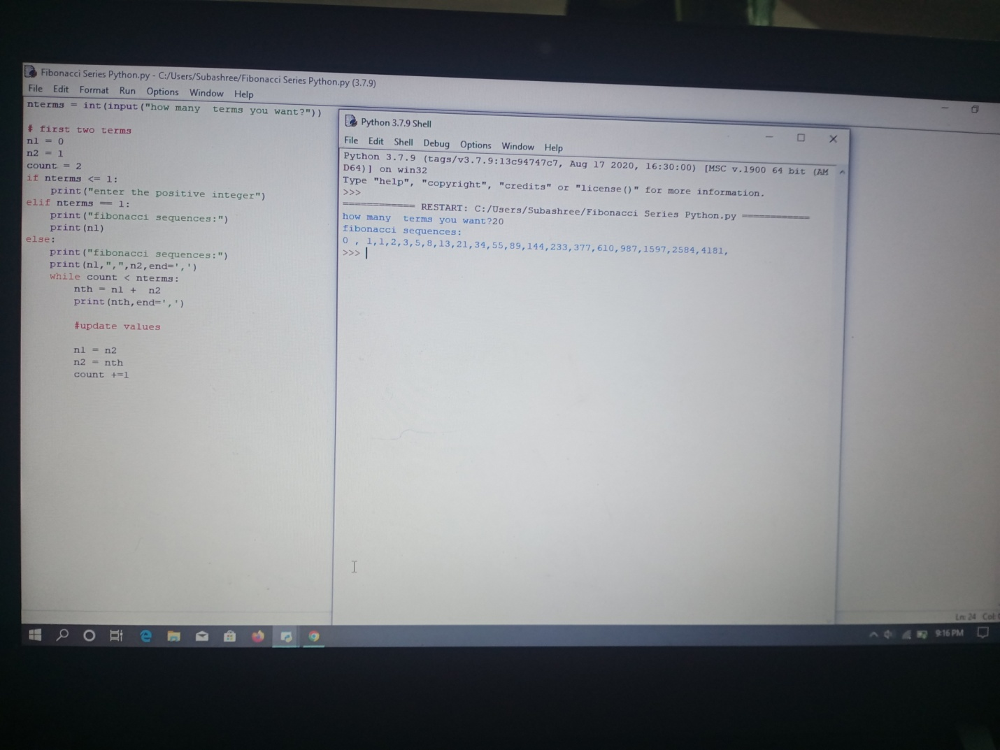 Fibonacci Series Python.py - C:/Users/Subashree/Fibonacci Series Python.py (3.7.9)
File Edit Format Run Options Window Help
nterms = int(input("how many  terms you want?"))
# first two terms
n1 = 0
n2 = 1
count = 2
if nterms <= 1:
    print("enter the positive integer")
elif nterms == 1:
    print("fibonacci sequences:")
    print(n1)
else:
    print("fibonacci sequences:")
    print(n1,",",n2,end=',')
    while count < nterms:
        nth = n1 +  n2
        print(nth,end=',')
        #update values
        n1 = n2
        n2 = nth
        count +=1
Python 3.7.9 Shell
File Edit Shell Debug Options Window Help
Python 3.7.9 (tags/v3.7.9:13c94747c7, Aug 17 2020, 16:30:00) [MSC v.1900 64 bit (AM
D64)] on win32
Type "help", "copyright", "credits" or "license()" for more information.
>>>
============ RESTART: C:/Users/Subashree/Fibonacci Series Python.py ============
how many  terms you want?20
fibonacci sequences:
0 , 1,1,2,3,5,8,13,21,34,55,89,144,233,377,610,987,1597,2584,4181,
>>>
Ln: 24 Col:
9:16 PM